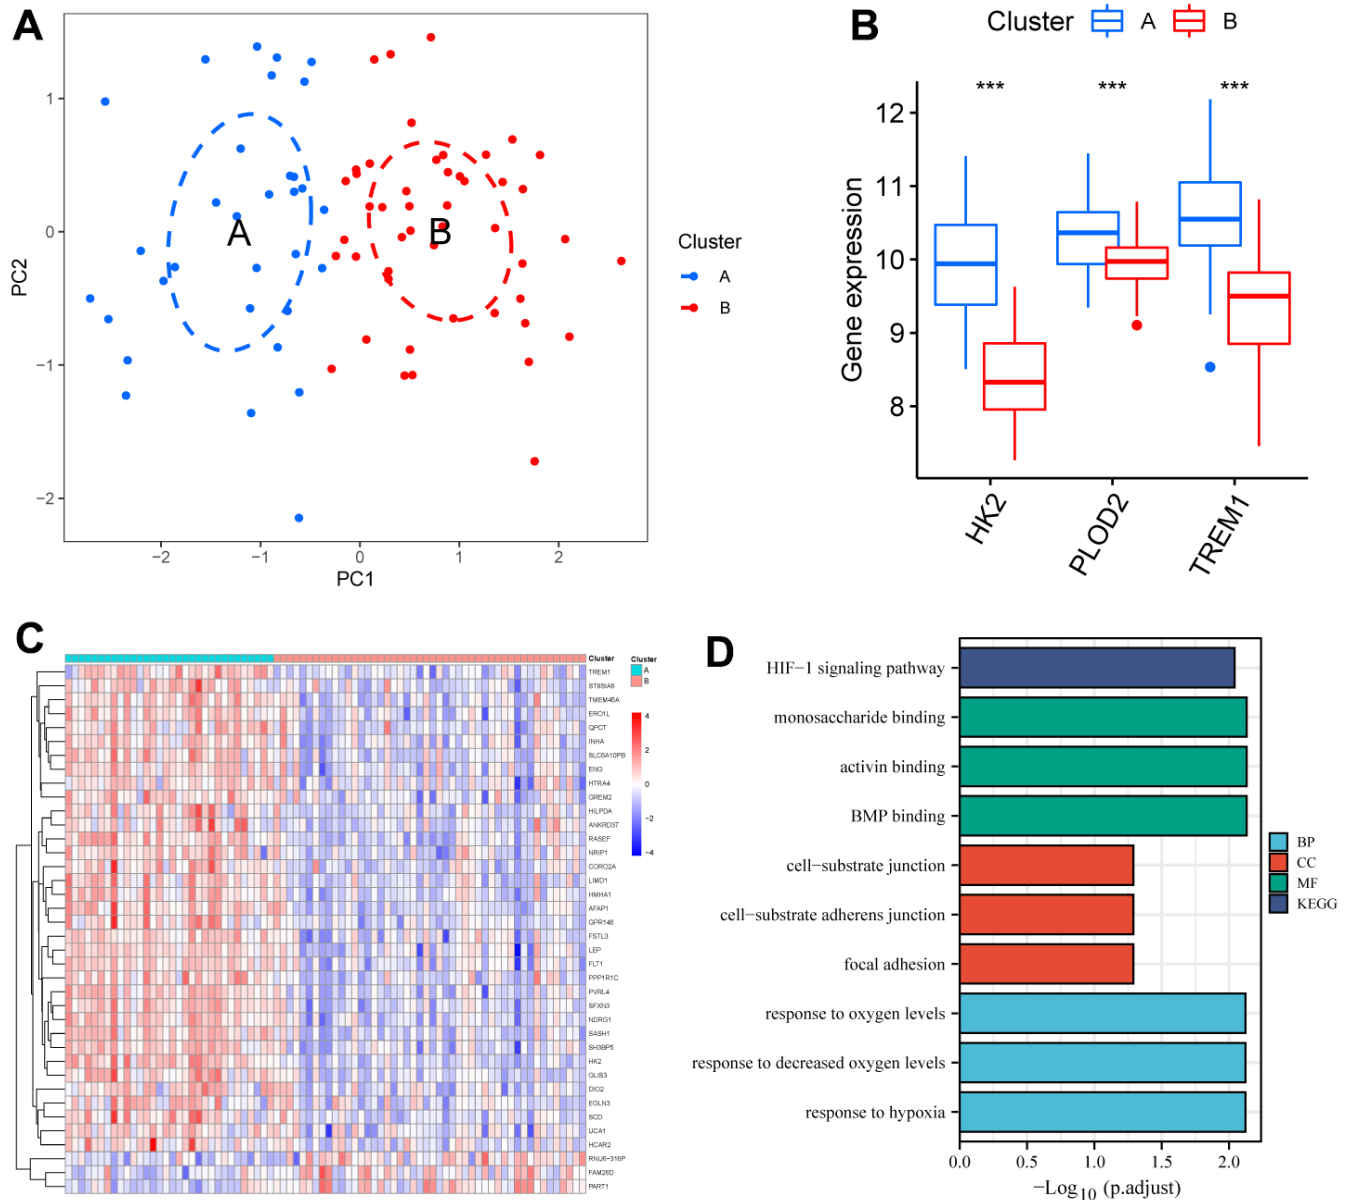 A
1
0
−1
−2
PC2
A
B
−2
−1
0
1
2
PC1
Cluster
A
B
B
Cluster
A
B
***
***
***
12
11
10
9
8
Gene expression
HK2
PLOD2
TREM1
C
Cluster
TREM1
ST8SIA6
TMEM45A
ERO1L
QPCT
INHA
SLC6A10PB
ENG
HTRA4
GREM2
HILPDA
ANKRD37
RASEF
NRIP1
CORO2A
LIMD1
HMHA1
AFAP1
GPR146
FSTL3
LEP
FLT1
PPP1R1C
PVRL4
SFXN3
NDRG1
SASH1
SH3BP5
HK2
GLIS3
DIO2
EGLN3
SCD
UCA1
HCAR2
RNU6−316P
FAM26D
PART1
Cluster
A
B
4
2
0
−2
−4
D
HIF−1 signaling pathway
monosaccharide binding
activin binding
BMP binding
cell−substrate junction
cell−substrate adherens junction
focal adhesion
response to oxygen levels
response to decreased oxygen levels
response to hypoxia
0.0
0.5
1.0
1.5
2.0
−Log10 (p.adjust)
BP
CC
MF
KEGG